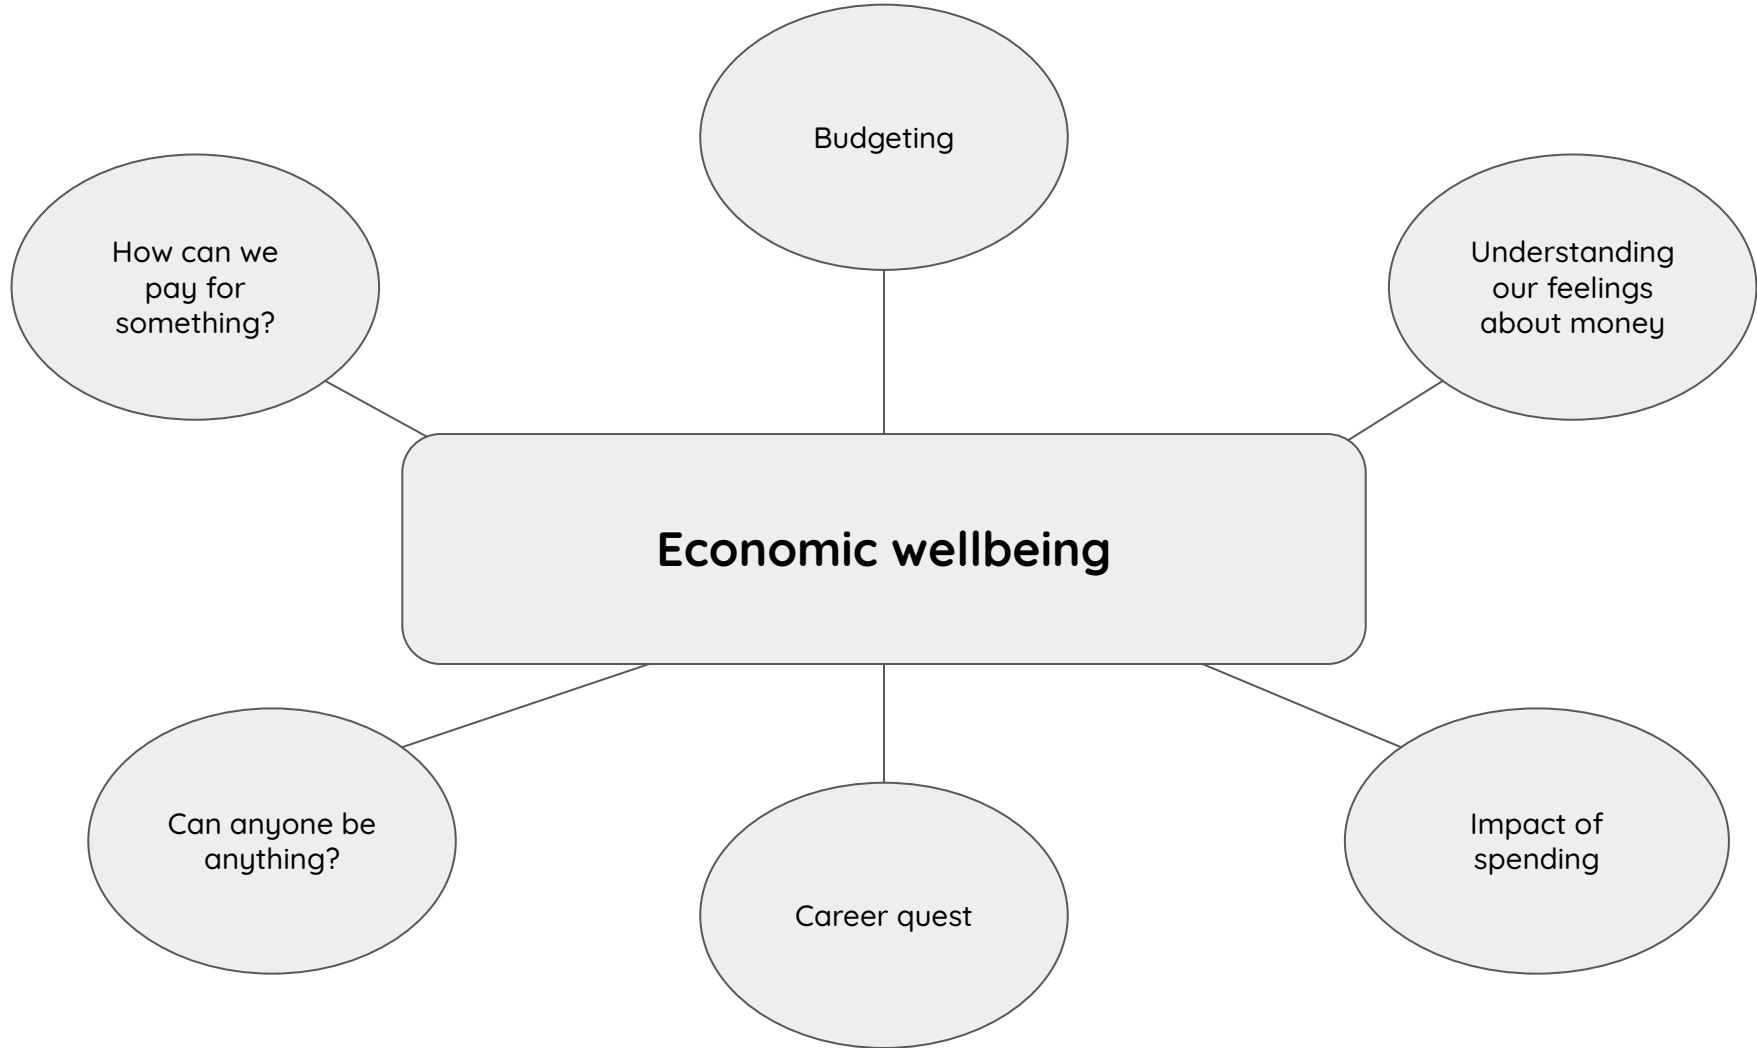 Budgeting
How can we
pay for
something?
Understanding
our feelings
about money
Economic wellbeing
Can anyone be
anything?
Career quest
Impact of
spending